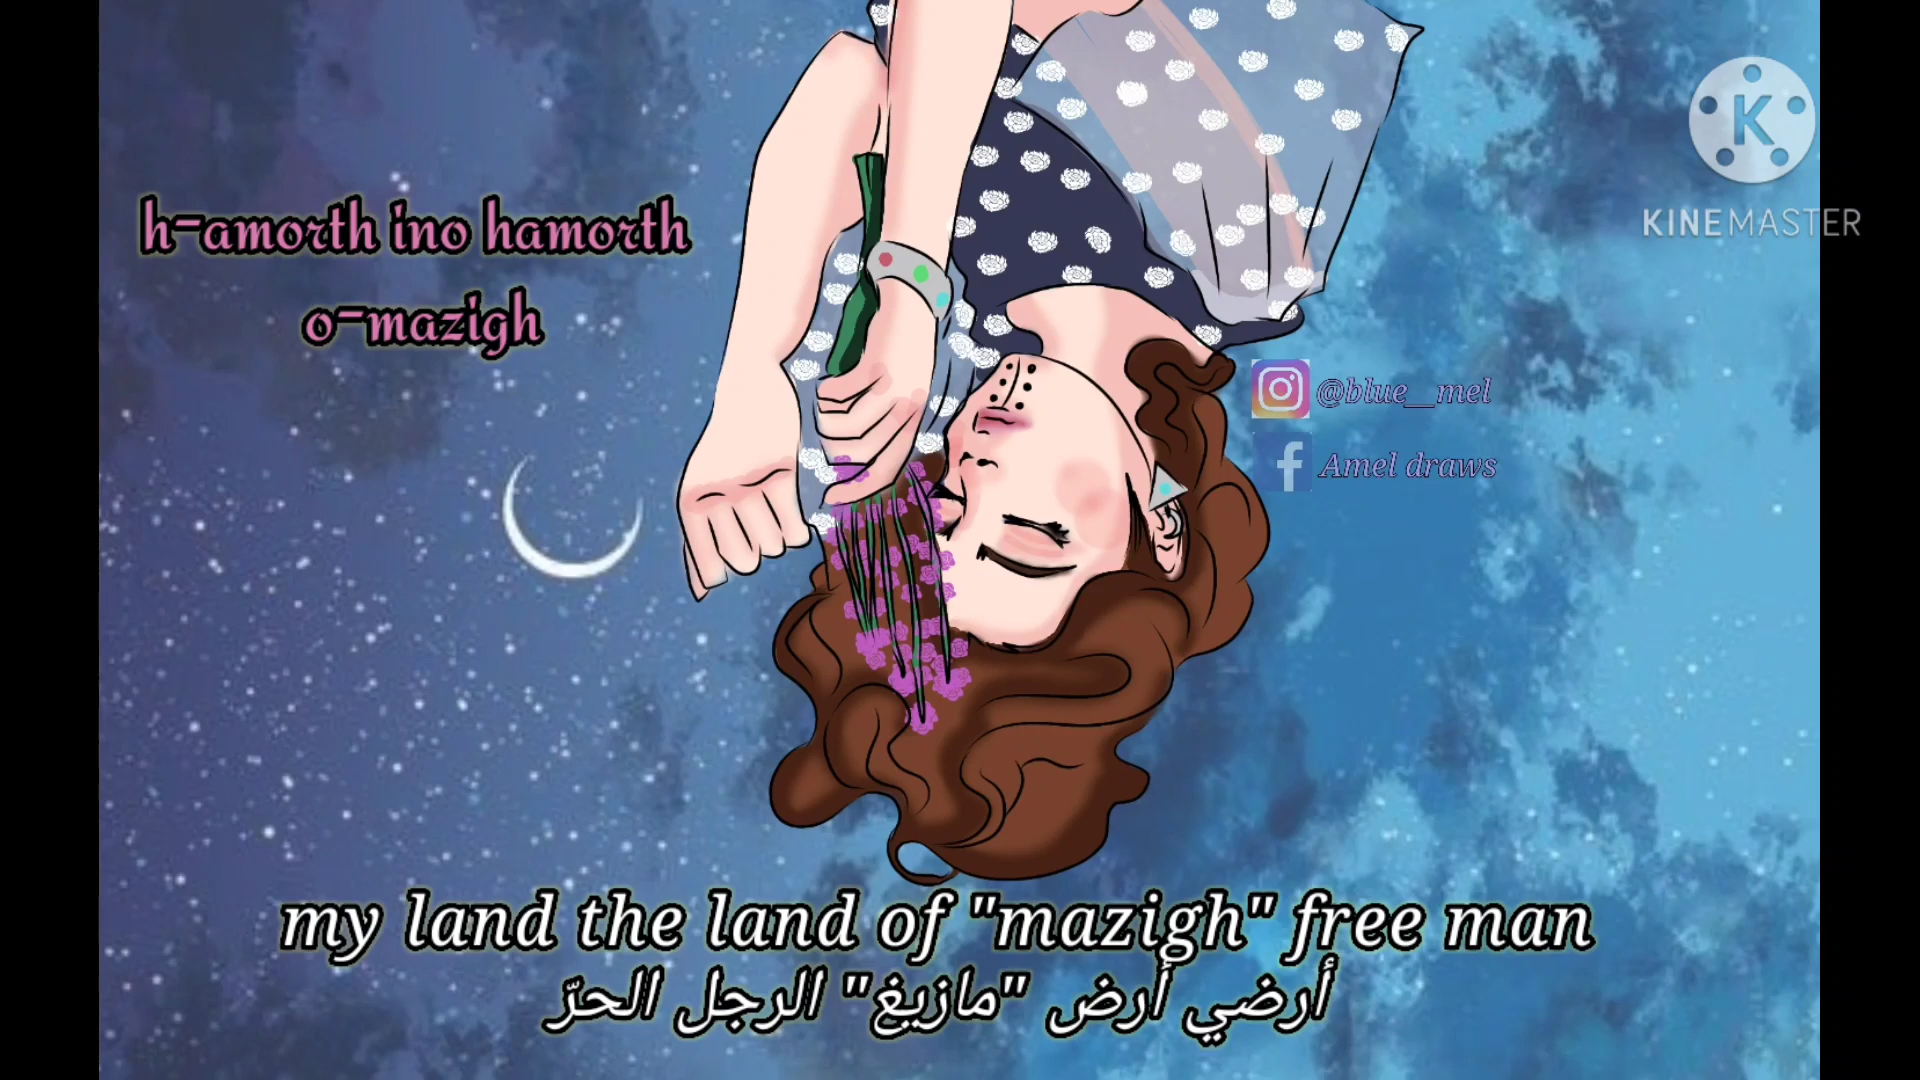 h-amorth ino hamorth
o-mazigh
KINEMASTER
@blue__mel
Amel draws
my land the land of "mazigh" free man
أرضي أرض "مازيغ" الرجل الحرّ